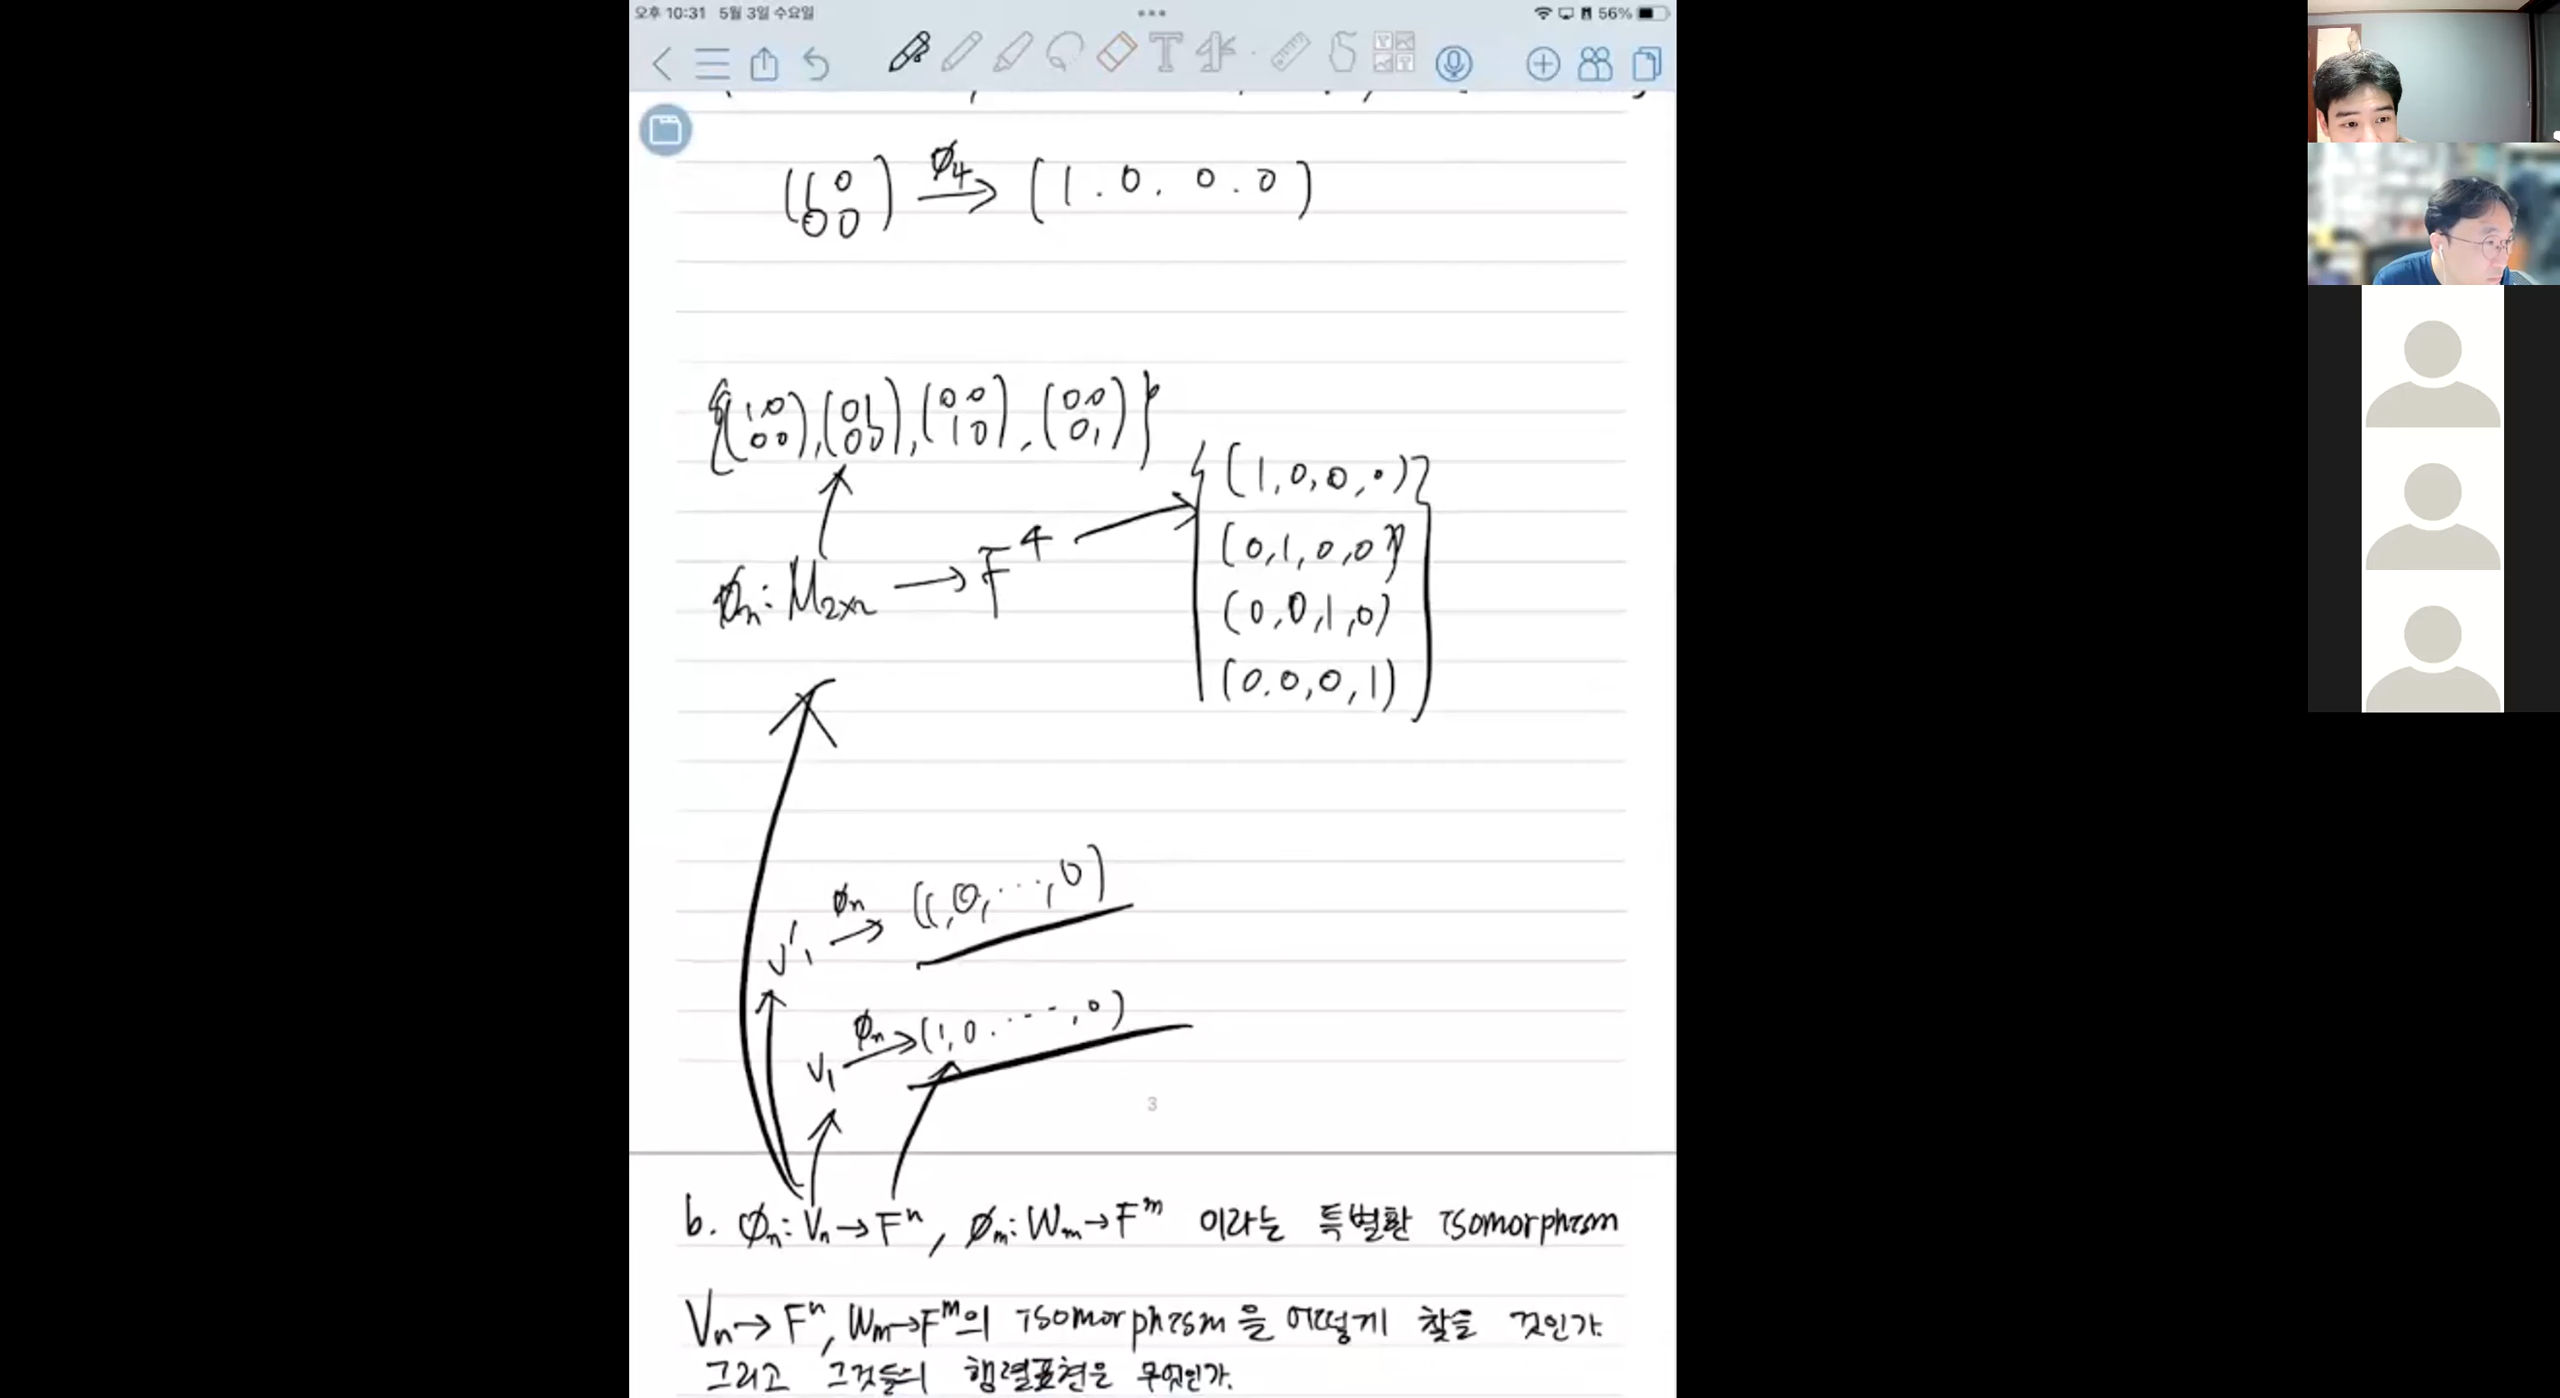 오후 10:31 5월 3일 수요일
56%
(1 0 0 0) ϕ4 → (1. 0. 0. 0)
{(1 0 0 0), (0 1 0 0), (0 0 1 0), (0 0 0 1)}
{(1, 0, 0, 0)}
(0, 1, 0, 0)
ϕn: M2×2 → F^4
(0, 0, 1, 0)
(0. 0, 0, 1)
v'1 ϕn → (1, 0, ⋯, 0)
v1 ϕn → (1, 0. ⋯, 0)
3
b. ϕn: Vn → F^n, ϕm: Wm → F^m 이라는 특별한 isomorphism
Vn → F^n, Wm → F^m의 isomorphism을 어떻게 찾을 것인가.
그리고 그것들의 행렬표현은 무엇인가.